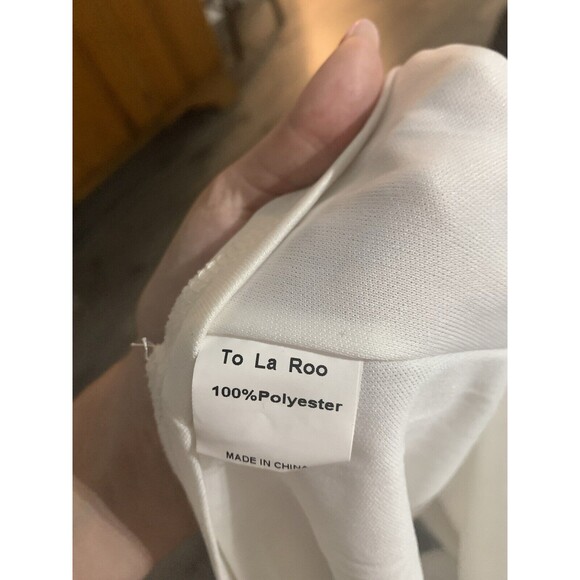 To La Roo
100%Polyester
MADE IN CHINA